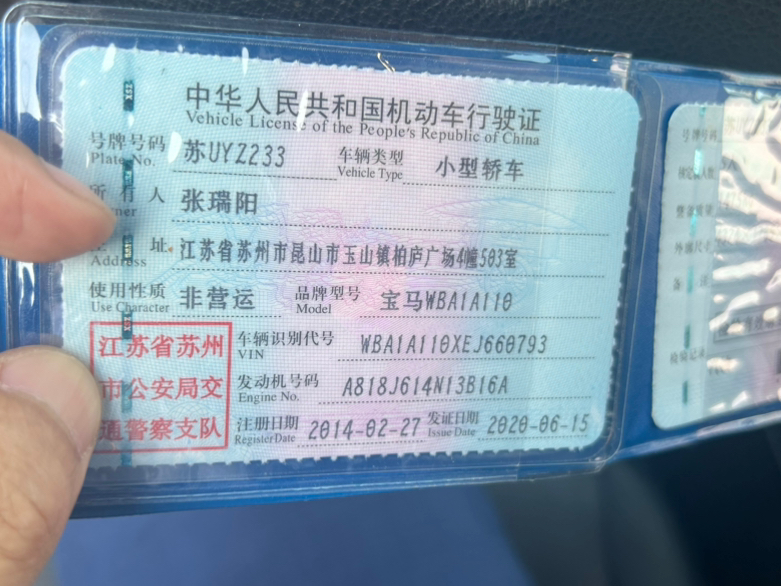 中华人民共和国机动车行驶证
Vehicle License of the People's Republic of China
号牌号码 苏UYZ233 车辆类型 小型轿车
Plate No. Vehicle Type
所有人 张瑞阳
址 江苏省苏州市昆山市玉山镇柏庐广场4幢503室
Address
使用性质 非营运 品牌型号 宝马WBA1A110
Use Character Model
江苏省苏州
市公安局交
通警察支队
车辆识别代号 WBA1A110XEJ660793
VIN
发动机号码 A818J614N13B16A
Engine No.
注册日期 2014-02-27 发证日期 2020-06-15
Register Date Issue Date
号牌号码